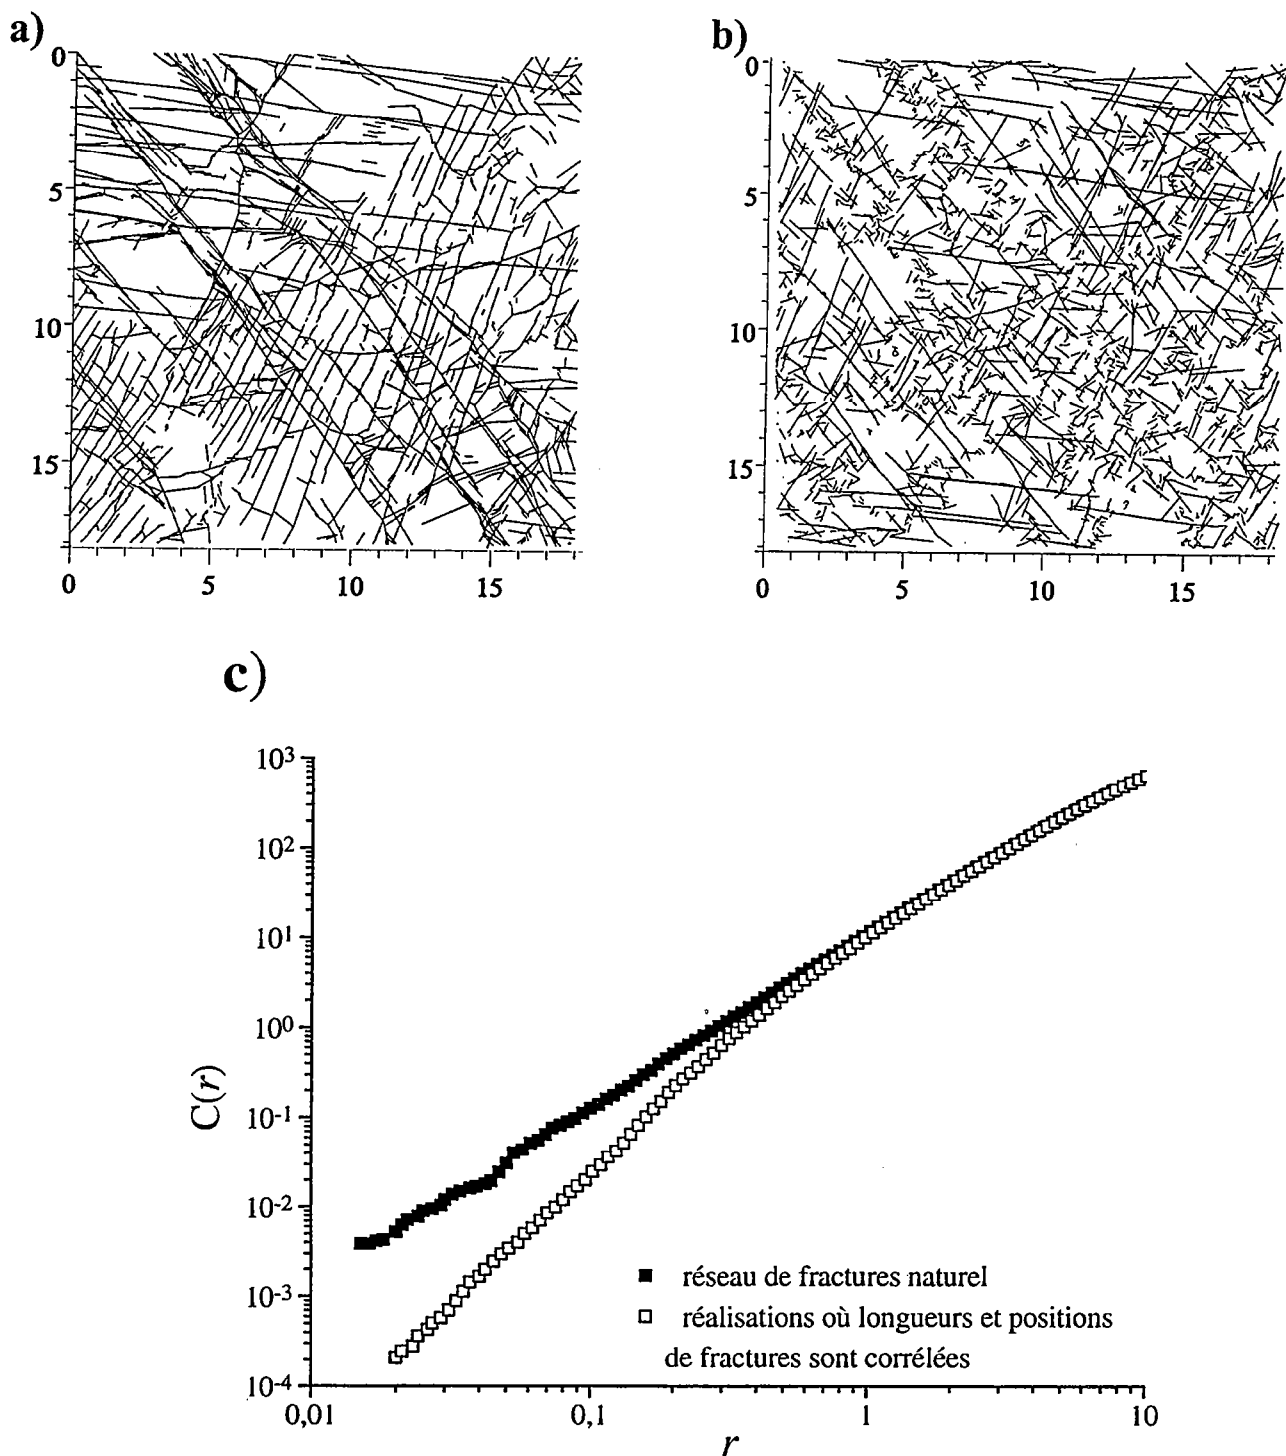 a)
0
5
10
15
0 5 10 15
b)
0
5
10
15
0 5 10 15
c)
10³
10²
10¹
10⁰
10⁻¹
10⁻²
10⁻³
10⁻⁴
C(r)
réseau de fractures naturel
réalisations où longueurs et positions
de fractures sont corrélées
0,01 0,1 1 10
r